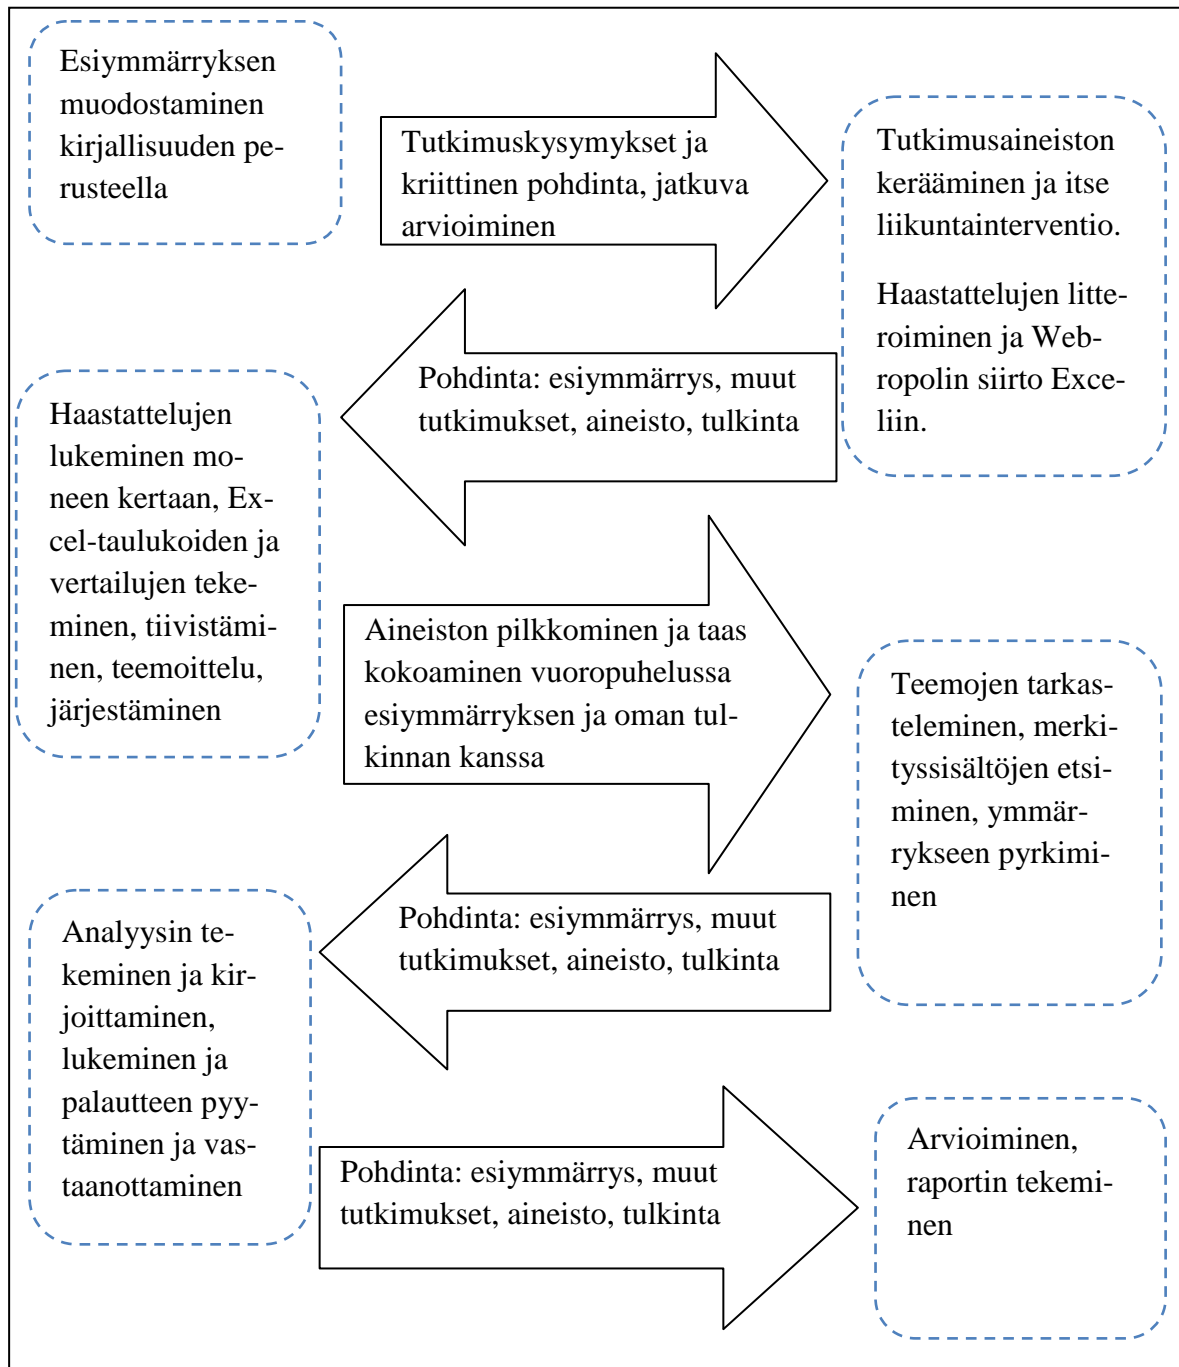 Esiymmärryksen
muodostaminen
kirjallisuuden pe-
rusteella
Tutkimuskysymykset ja
kriittinen pohdinta, jatkuva
arvioiminen
Tutkimusaineiston
kerääminen ja itse
liikuntainterventio.
Haastattelujen litte-
roiminen ja Web-
ropolin siirto Exce-
liin.
Pohdinta: esiymmärrys, muut
tutkimukset, aineisto, tulkinta
Haastattelujen
lukeminen mo-
neen kertaan, Ex-
cel-taulukoiden ja
vertailujen teke-
minen, tiivistämi-
nen, teemoittelu,
järjestäminen
Aineiston pilkkominen ja taas
kokoaminen vuoropuhelussa
esiymmärryksen ja oman tul-
kinnan kanssa
Teemojen tarkas-
teleminen, merki-
tyssisältöjen etsi-
minen, ymmär-
rykseen pyrkimi-
nen
Pohdinta: esiymmärrys, muut
tutkimukset, aineisto, tulkinta
Analyysin te-
keminen ja kir-
joittaminen,
lukeminen ja
palautteen pyy-
täminen ja vas-
taanottaminen
Pohdinta: esiymmärrys, muut
tutkimukset, aineisto, tulkinta
Arvioiminen,
raportin tekemi-
nen